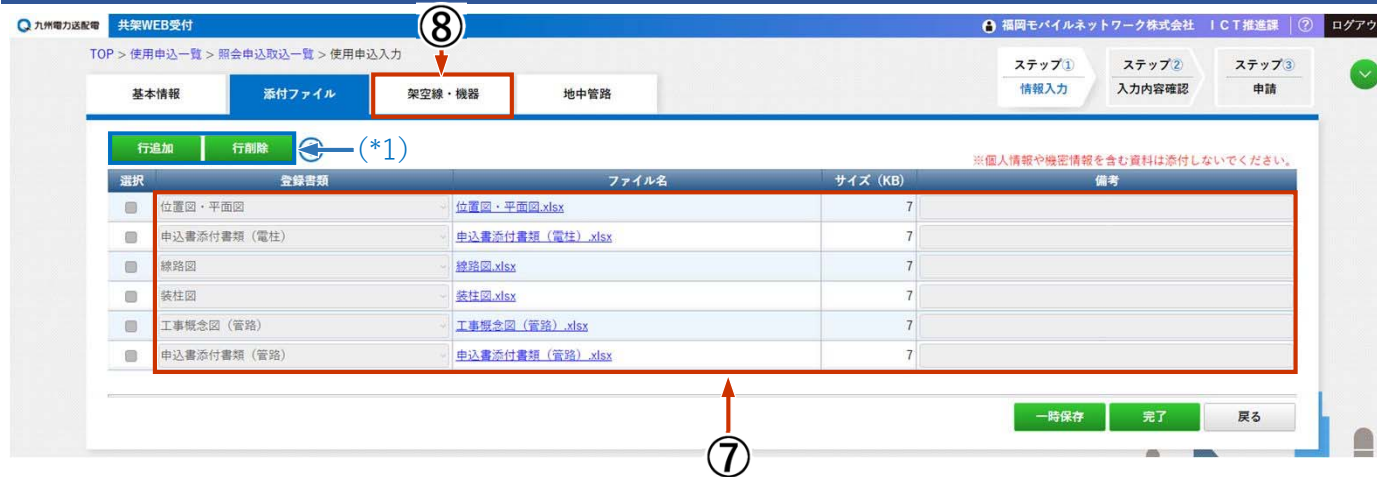 ⑧
九州電力送配電 共架WEB受付 福岡モバイルネットワーク株式会社 ICT推進課 ? ログアウ
TOP > 使用申込一覧 > 照会申込取込一覧 > 使用申込入力
ステップ① ステップ② ステップ③
情報入力 入力内容確認 申請
基本情報 添付ファイル 架空線・機器 地中管路
行追加 行削除 (*1)
※個人情報や機密情報を含む資料は添付しないでください。
選択 登録書類 ファイル名 サイズ (KB) 備考
位置図・平面図 位置図・平面図.xlsx 7
申込書添付書類（電柱） 申込書添付書類（電柱）.xlsx 7
線路図 線路図.xlsx 7
装柱図 装柱図.xlsx 7
工事概念図（管路） 工事概念図（管路）.xlsx 7
申込書添付書類（管路） 申込書添付書類（管路）.xlsx 7
一時保存 完了 戻る
⑦